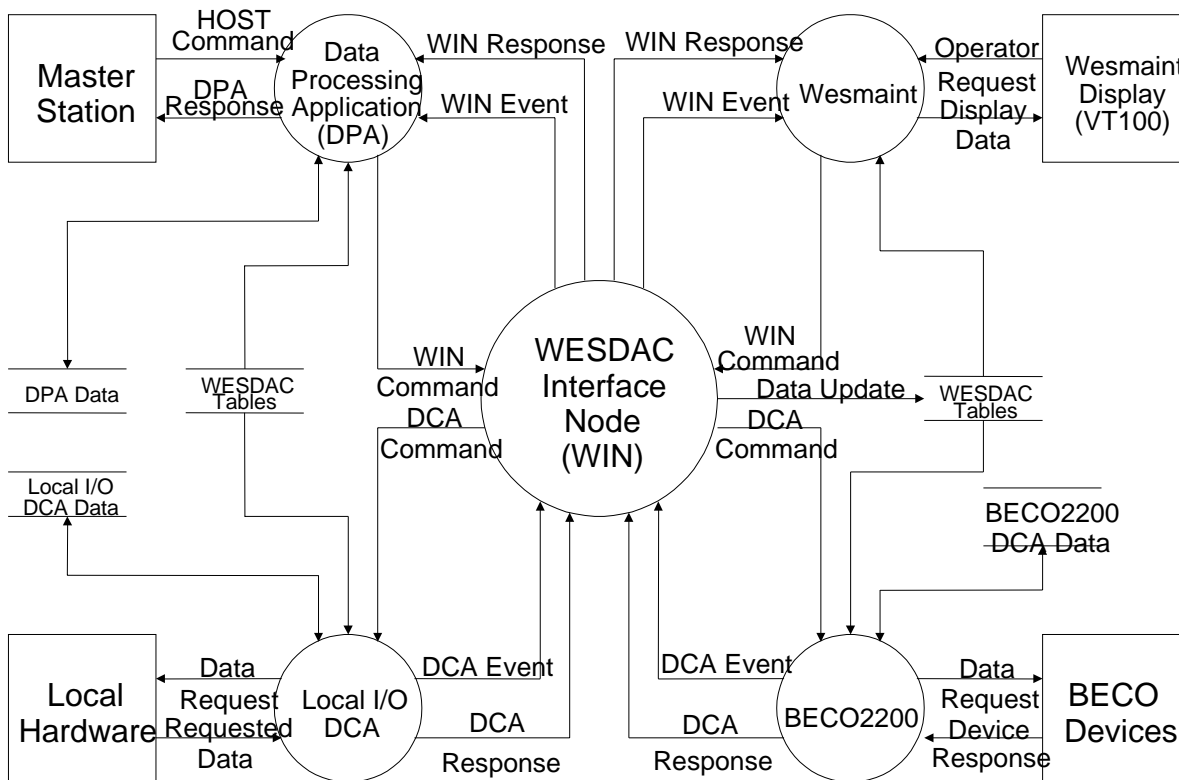 HOST
Command
Master
Station
DPA
Response
Data
Processing
Application
(DPA)
WIN Response
WIN Event
WIN Response
WIN Event
Wesmaint
Operator
Request
Display
Data
Wesmaint
Display
(VT100)
DPA Data
WESDAC
Tables
WIN
Command
DCA
Command
WESDAC
Interface
Node
(WIN)
WIN
Command
Data Update
DCA
Command
WESDAC
Tables
Local I/O
DCA Data
BECO2200
DCA Data
Local
Hardware
Data
Request
Requested
Data
Local I/O
DCA
DCA Event
DCA
Response
DCA Event
DCA
Response
BECO2200
Data
Request
Device
Response
BECO
Devices